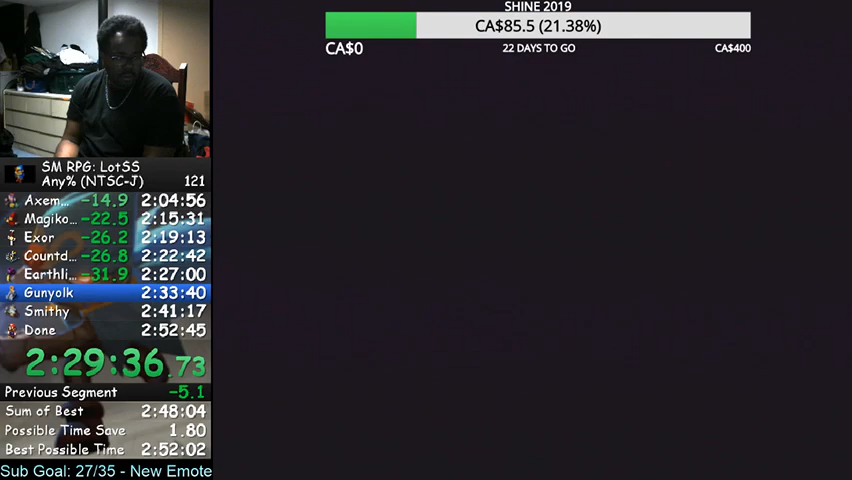 SHINE 2019
CA$85.5 (21.38%)
CA$0
22 DAYS TO GO
CA$400
SM RPG: LotSS
Any% (NTSC-J) 121
Axem... -14.9 2:04:56
Magiko... -22.5 2:15:31
Exor -26.2 2:19:13
Countd... -26.8 2:22:42
Earthli... -31.9 2:27:00
Gunyolk 2:33:40
Smithy 2:41:17
Done 2:52:45
2:29:36.73
Previous Segment -5.1
Sum of Best 2:48:04
Possible Time Save 1.80
Best Possible Time 2:52:02
Sub Goal: 27/35 - New Emote